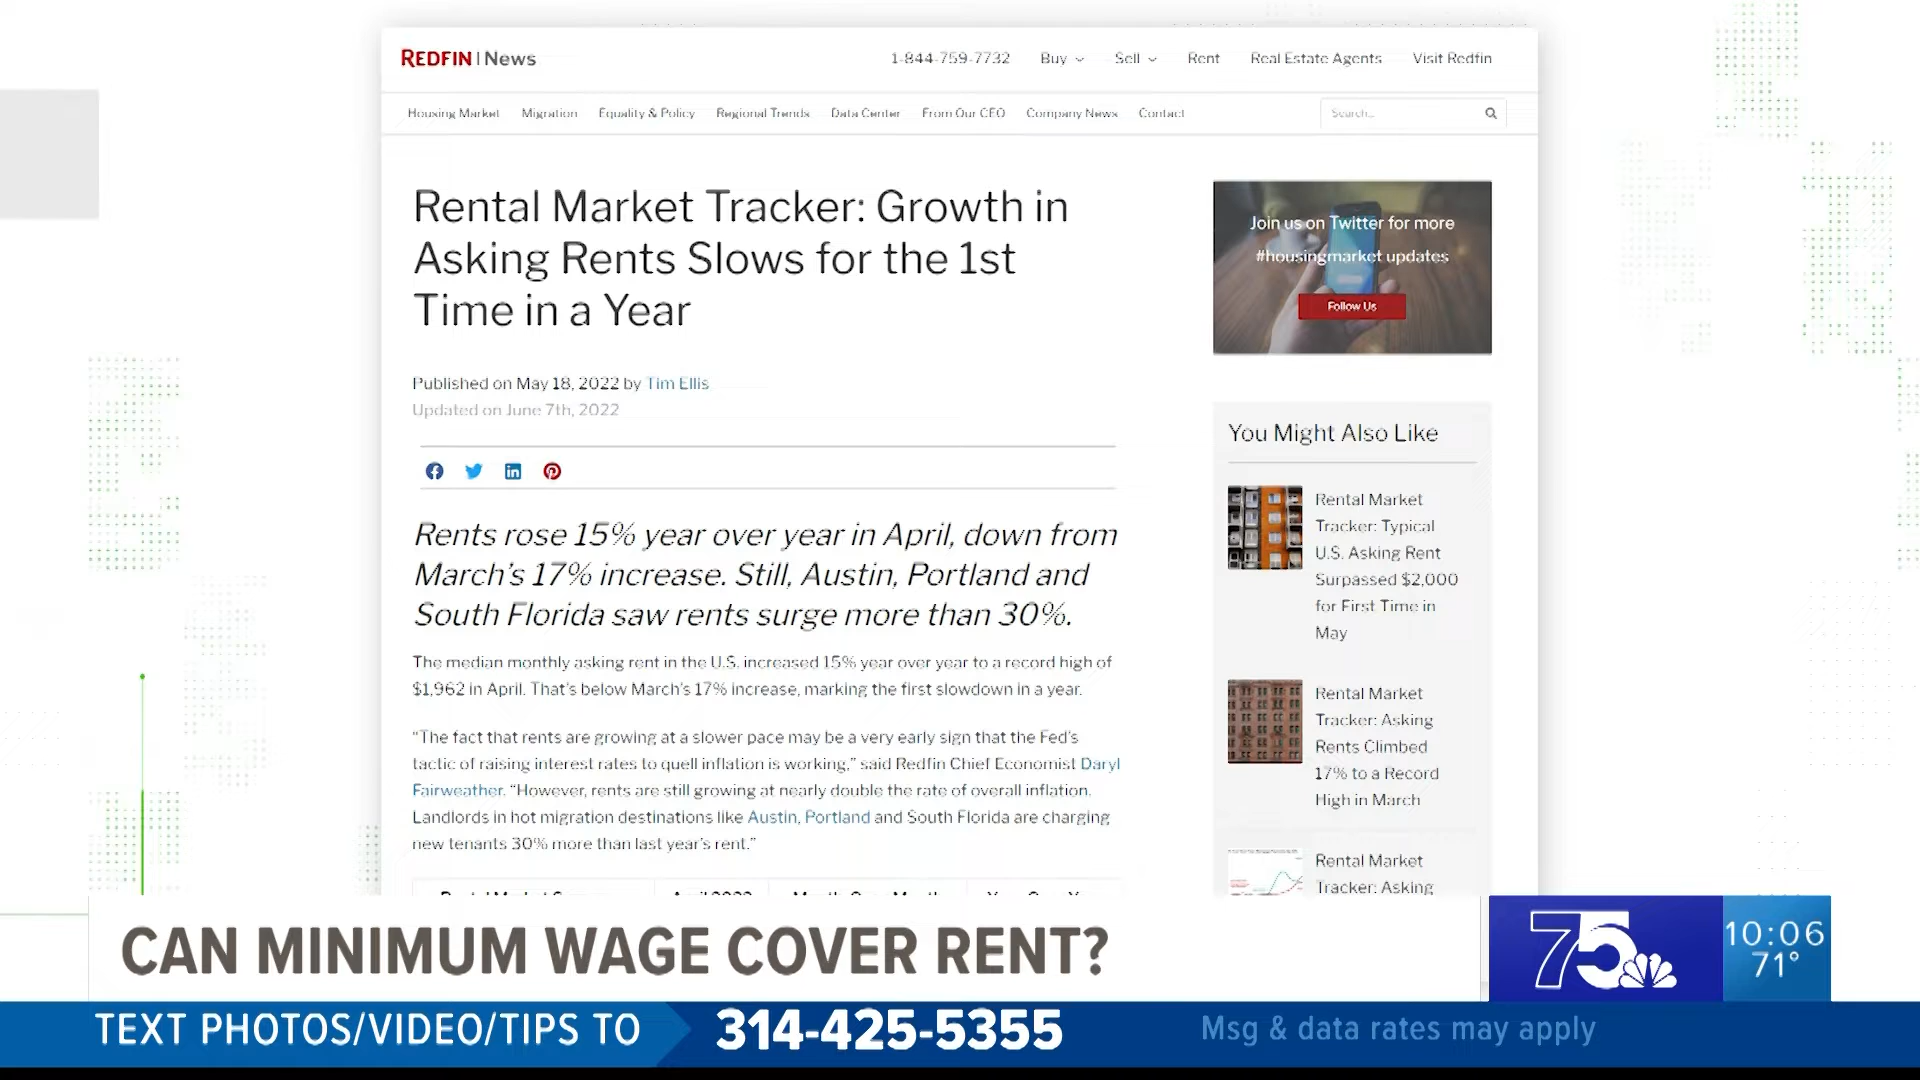 REDFIN | News
1-844-759-7732 Buy Sell Rent Real Estate Agents Visit Redfin
Housing Market Migration Equality & Policy Regional Trends Data Center From Our CEO Company News Contact
Search...
Rental Market Tracker: Growth in
Asking Rents Slows for the 1st
Time in a Year
Published on May 18, 2022 by Tim Ellis
Updated on June 7th, 2022
Rents rose 15% year over year in April, down from
March's 17% increase. Still, Austin, Portland and
South Florida saw rents surge more than 30%.
The median monthly asking rent in the U.S. increased 15% year over year to a record high of
$1,962 in April. That's below March's 17% increase, marking the first slowdown in a year.
“The fact that rents are growing at a slower pace may be a very early sign that the Fed's
tactic of raising interest rates to quell inflation is working,” said Redfin Chief Economist Daryl
Fairweather. “However, rents are still growing at nearly double the rate of overall inflation.
Landlords in hot migration destinations like Austin, Portland and South Florida are charging
new tenants 30% more than last year's rent.”
Join us on Twitter for more
#housingmarket updates
Follow Us
You Might Also Like
Rental Market
Tracker: Typical
U.S. Asking Rent
Surpassed $2,000
for First Time in
May
Rental Market
Tracker: Asking
Rents Climbed
17% to a Record
High in March
Rental Market
Tracker: Asking
CAN MINIMUM WAGE COVER RENT?
75
10:06
71°
TEXT PHOTOS/VIDEO/TIPS TO 314-425-5355 Msg & data rates may apply